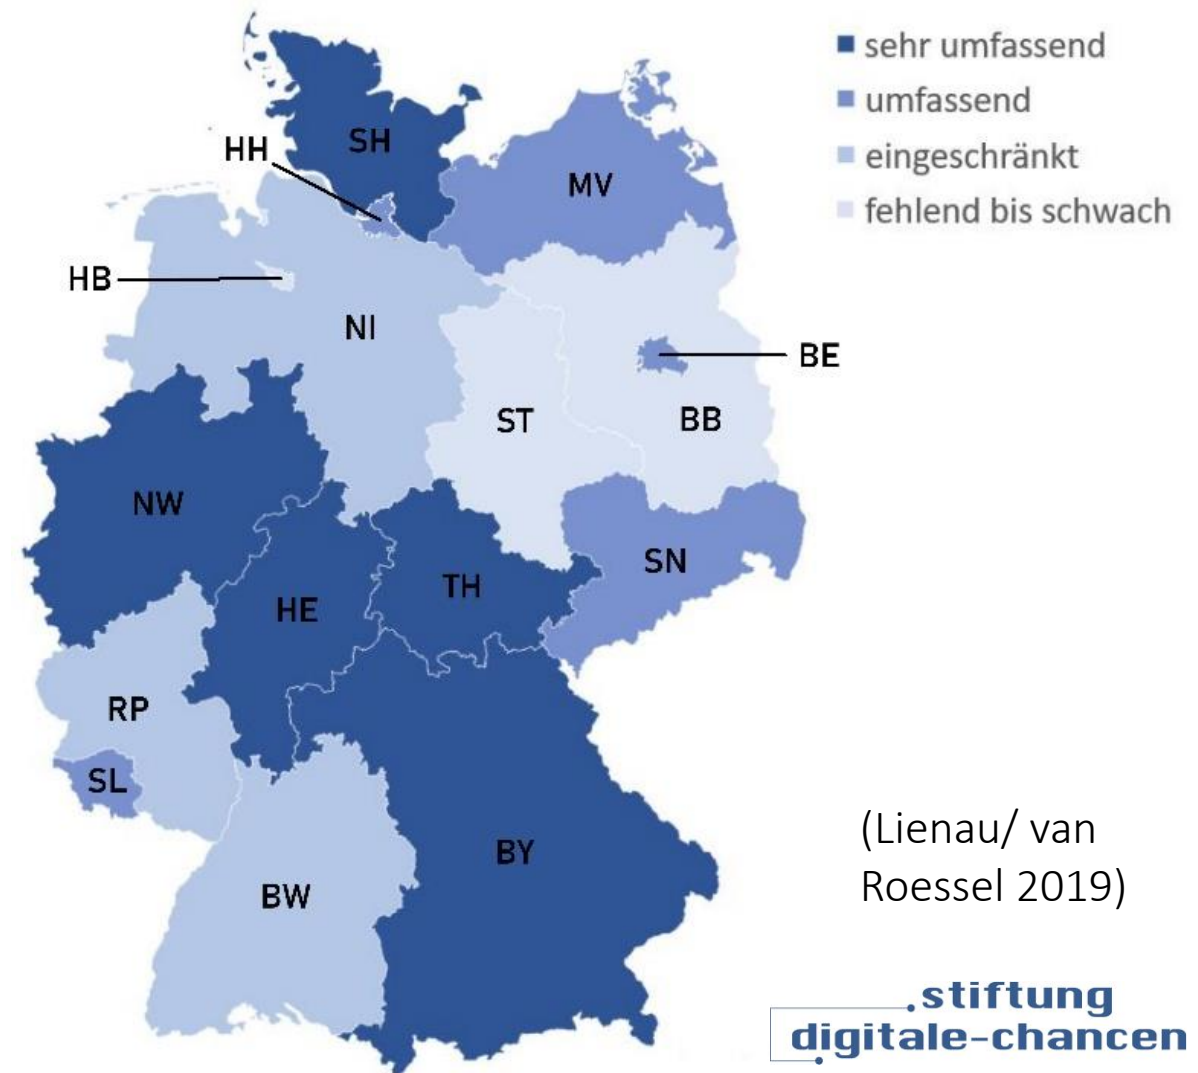 sehr umfassend
umfassend
eingeschränkt
fehlend bis schwach
SH
HH
MV
HB
NI
BE
ST
BB
NW
SN
TH
HE
RP
SL
BY
BW
(Lienau/ van
Roessel 2019)
stiftung
digitale-chancen